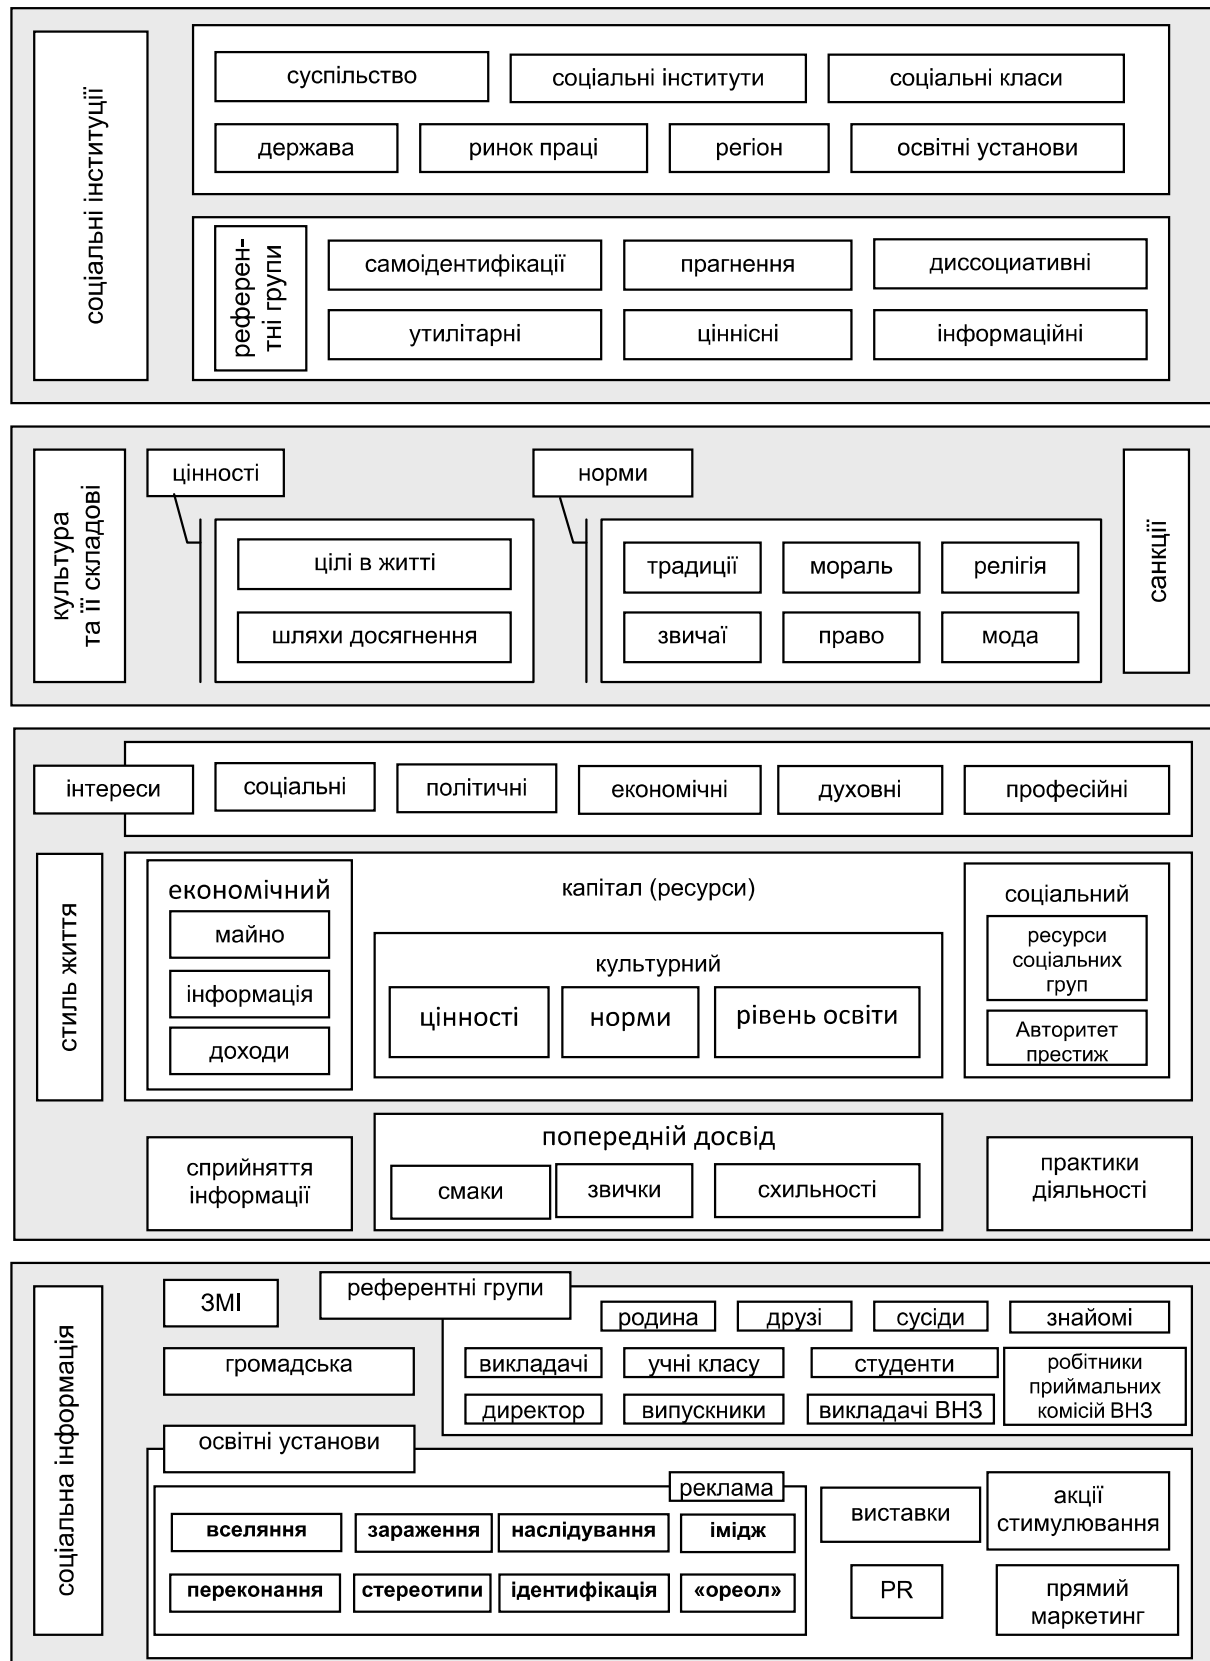 соціальні інституції
суспільство
соціальні інститути
соціальні класи
держава
ринок праці
регіон
освітні установи
референ-
тні групи
самоідентифікації
прагнення
диссоциативні
утилітарні
ціннісні
інформаційні
культура
та її складові
цінності
норми
санкції
цілі в житті
шляхи досягнення
традиції
мораль
релігія
звичаї
право
мода
інтереси
соціальні
політичні
економічні
духовні
професійні
стиль життя
економічний
майно
інформація
доходи
капітал (ресурси)
культурний
цінності
норми
рівень освіти
соціальний
ресурси
соціальних
груп
Авторитет
престиж
сприйняття
інформації
попередній досвід
смаки
звички
схильності
практики
діяльності
соціальна інформація
ЗМІ
референтні групи
громадська
родина
друзі
сусіди
знайомі
викладачі
учні класу
студенти
робітники
приймальних
комісій ВНЗ
директор
випускники
викладачі ВНЗ
освітні установи
реклама
вселяння
зараження
наслідування
імідж
переконання
стереотипи
ідентифікація
«ореол»
виставки
акції
стимулювання
PR
прямий
маркетинг